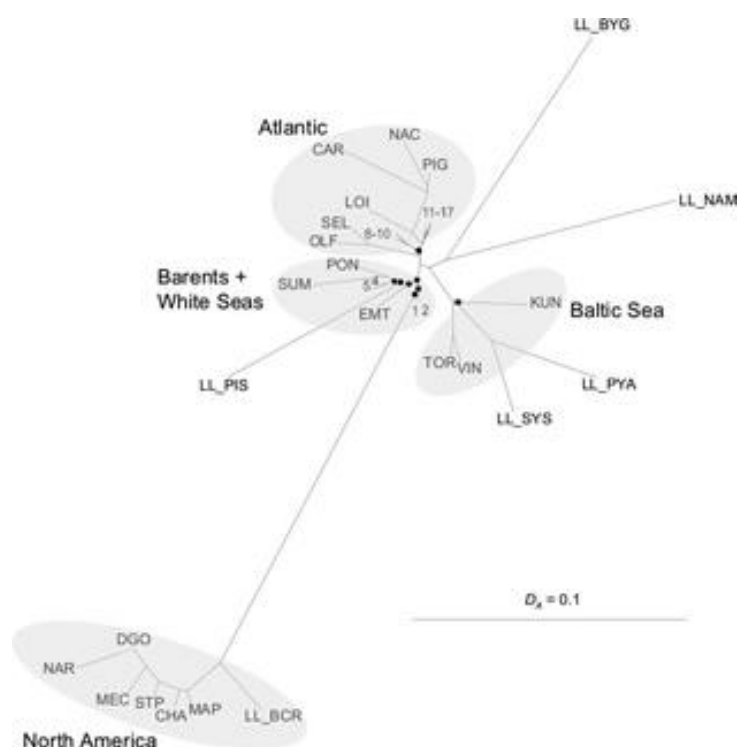 LL_BYG
Atlantic
NAC
CAR
PIG
LL_NAM
LOI
11-17
SEL
8-10
OLF
PON
Barents +
White Seas
SUM
5
4
EMT
1 2
KUN
Baltic Sea
TOR
VIN
LL_PIS
LL_PYA
LL_SYS
D_A = 0.1
DGO
NAR
MEC
STP
CHA
MAP
LL_BCR
North America